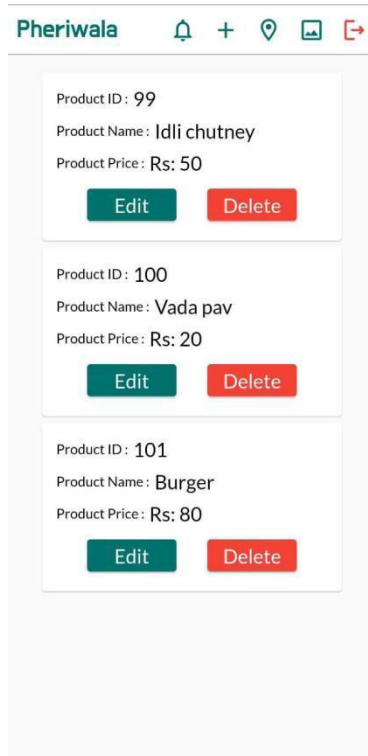 Pheriwala
Product ID : 99
Product Name : Idli chutney
Product Price : Rs: 50
Edit Delete
Product ID : 100
Product Name : Vada pav
Product Price : Rs: 20
Edit Delete
Product ID : 101
Product Name : Burger
Product Price : Rs: 80
Edit Delete